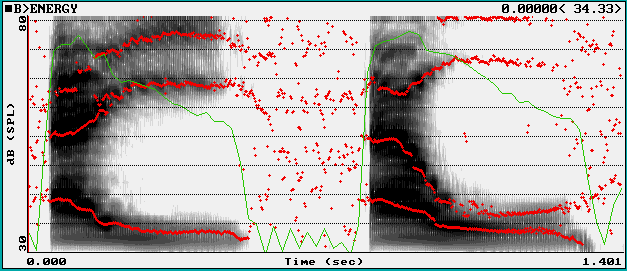 B>ENERGY 0.00000< 34.33>
80
dB (SPL)
30
0.000 Time (sec) 1.401